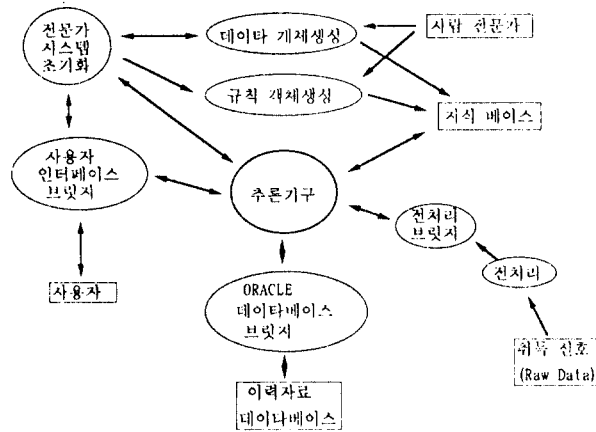 전문가
시스템
초기화
데이타 개체생성
사람 전문가
규칙 객체생성
지식 베이스
사용자
인터페이스
브릿지
추론기구
전처리
브릿지
전처리
사용자
ORACLE
데이타베이스
브릿지
취득 신호
(Raw Data)
이력자료
데이타베이스